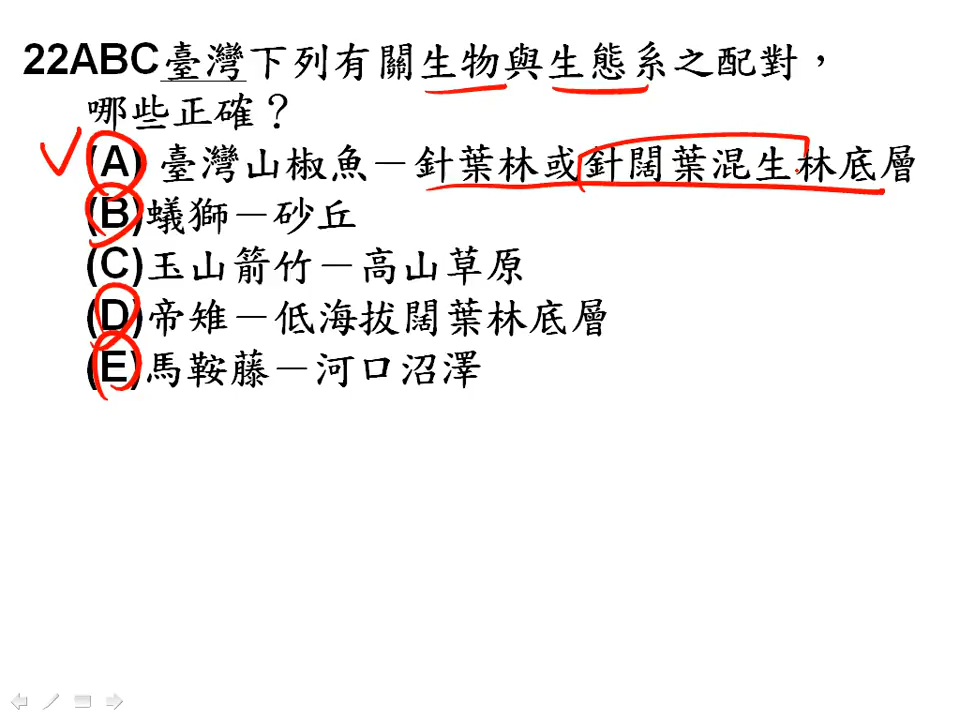 22ABC臺灣下列有關生物與生態系之配對，
哪些正確？
(A) 臺灣山椒魚－針葉林或針闊葉混生林底層
(B)蟻獅－砂丘
(C)玉山箭竹－高山草原
(D)帝雉－低海拔闊葉林底層
(E)馬鞍藤－河口沼澤